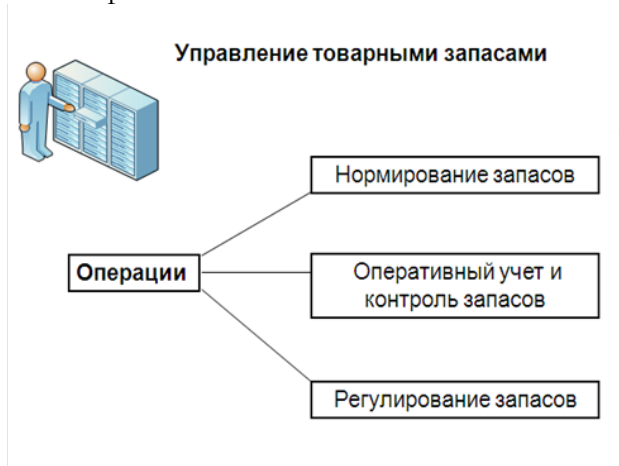 Управление товарными запасами
Нормирование запасов
Операции
Оперативный учет и
контроль запасов
Регулирование запасов